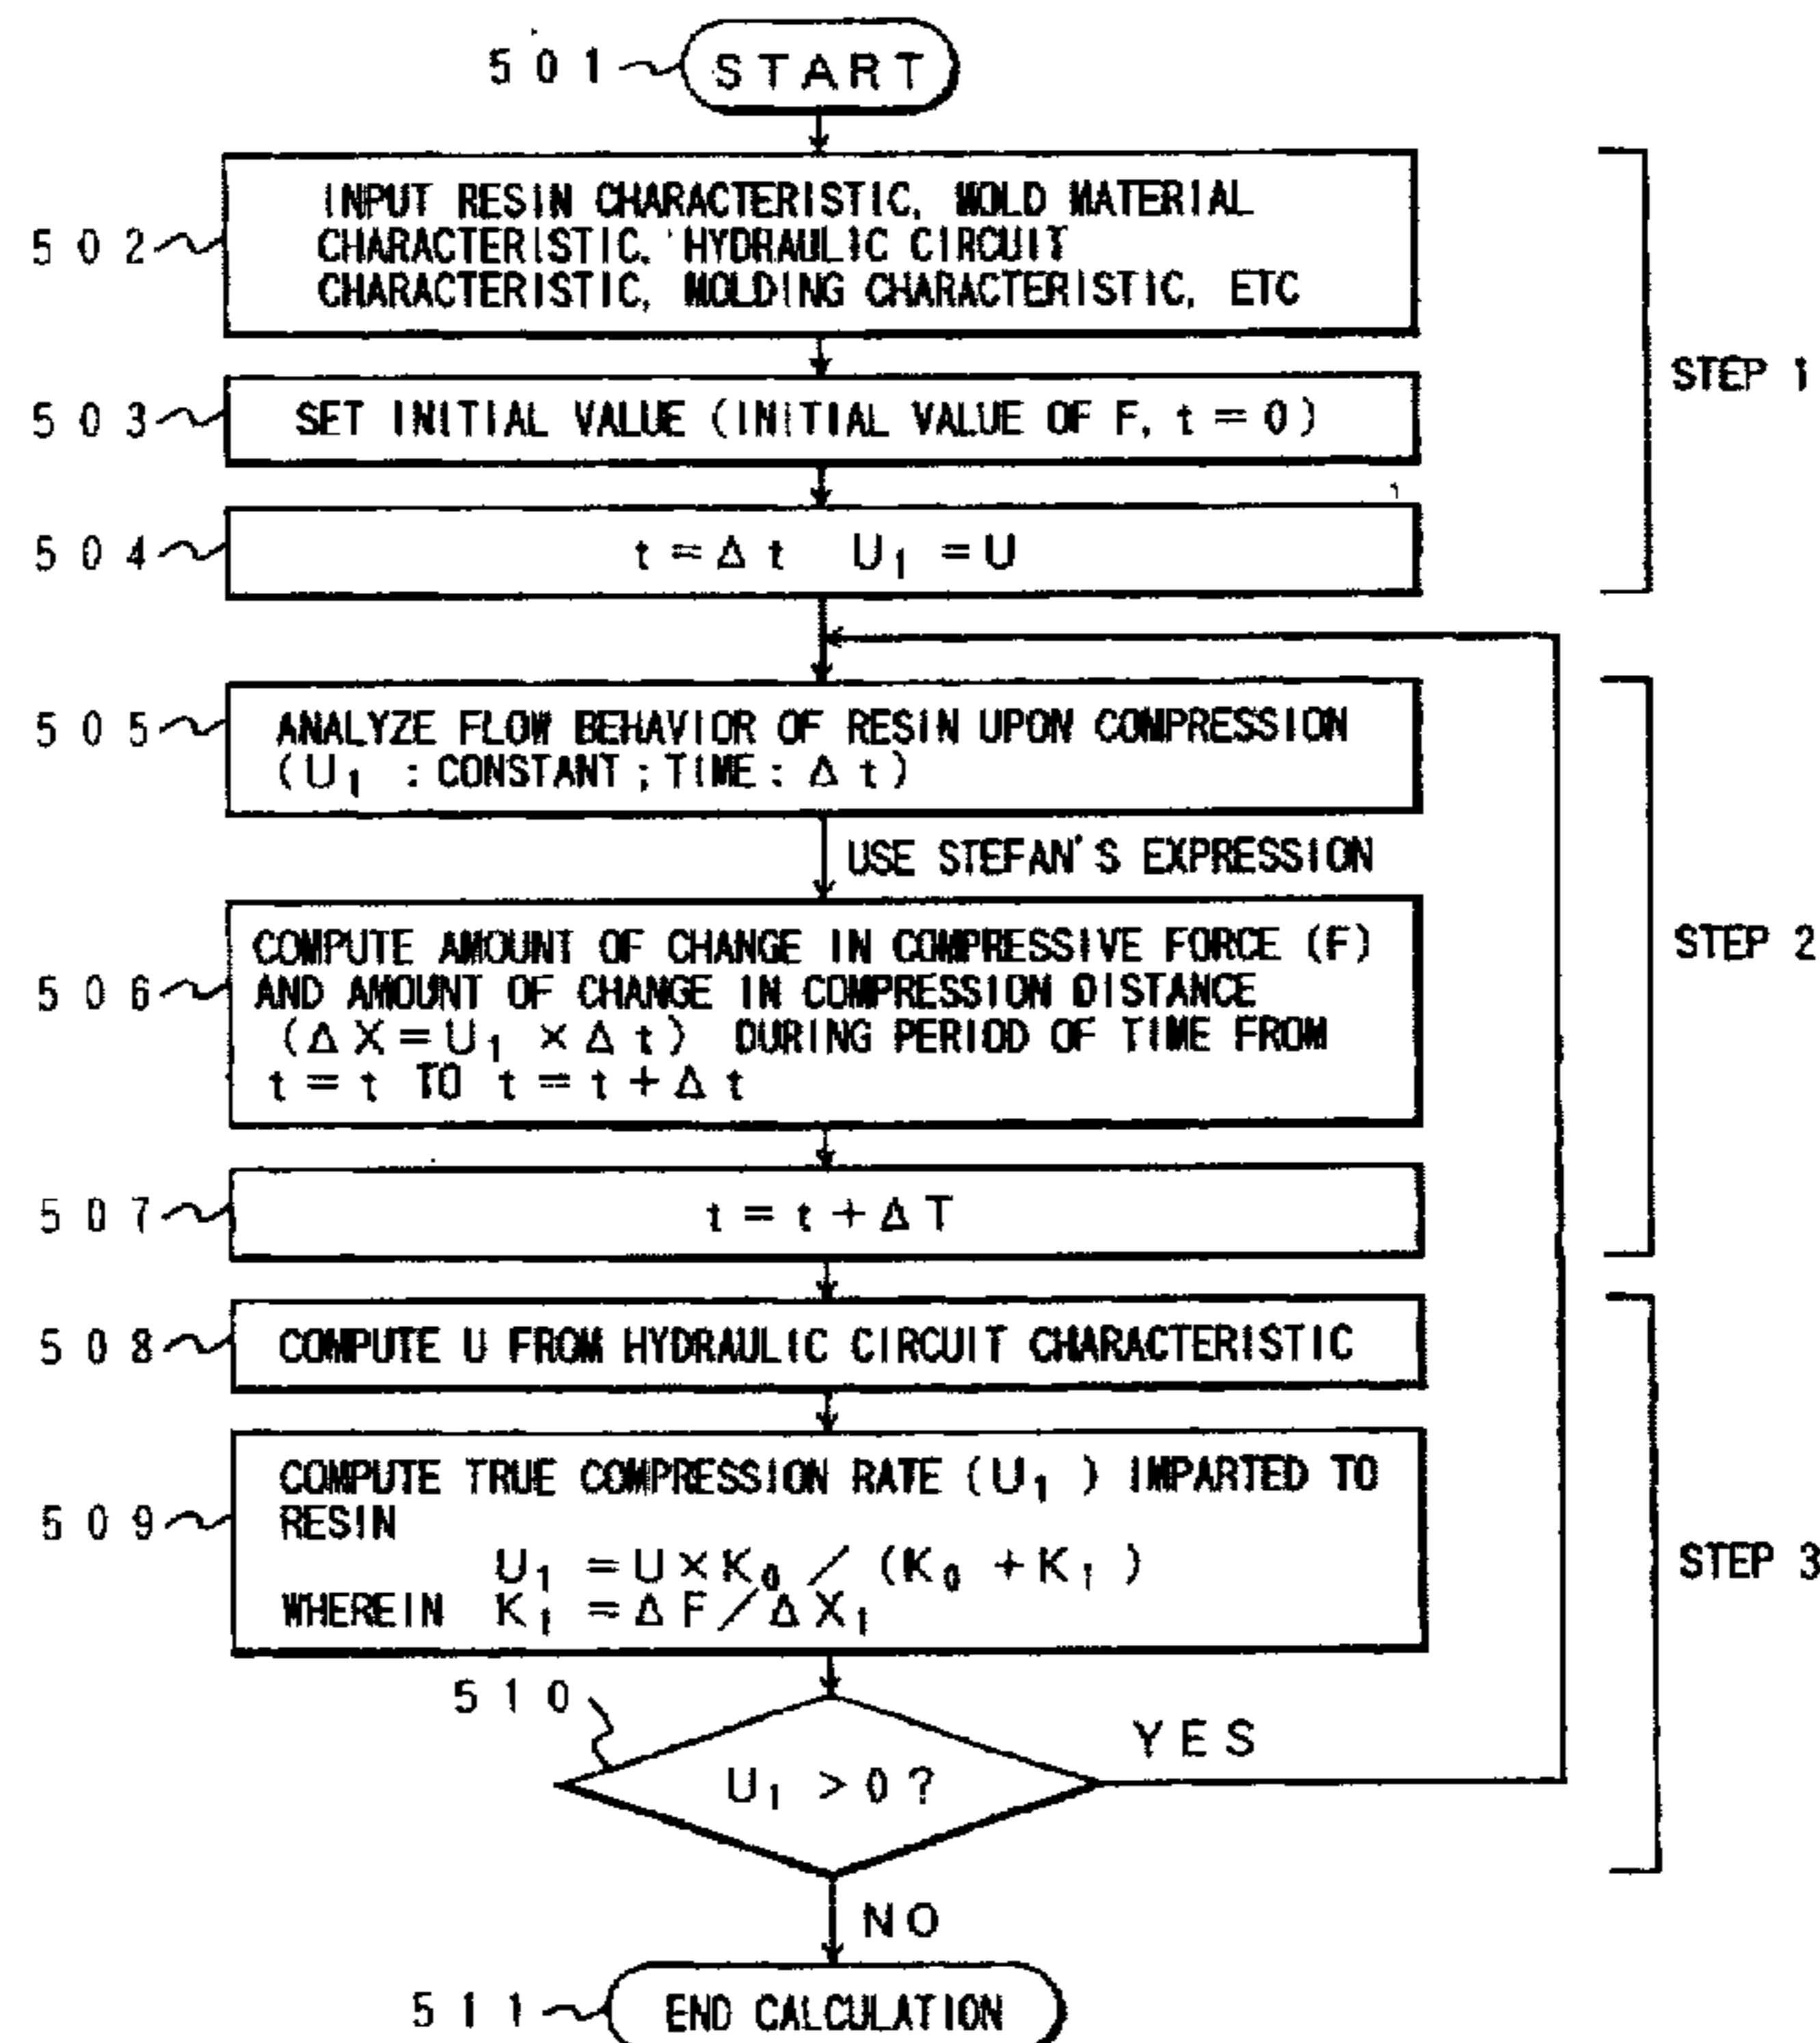 501
START
502
INPUT RESIN CHARACTERISTIC, MOLD MATERIAL
CHARACTERISTIC, HYDRAULIC CIRCUIT
CHARACTERISTIC, MOLDING CHARACTERISTIC, ETC
STEP 1
503
SET INITIAL VALUE (INITIAL VALUE OF F, t = 0)
504
t = Δt U₁ = U
505
ANALYZE FLOW BEHAVIOR OF RESIN UPON COMPRESSION
(U₁ : CONSTANT ; TIME : Δt)
USE STEFAN'S EXPRESSION
STEP 2
506
COMPUTE AMOUNT OF CHANGE IN COMPRESSIVE FORCE (F)
AND AMOUNT OF CHANGE IN COMPRESSION DISTANCE
(ΔX = U₁ × Δt) DURING PERIOD OF TIME FROM
t = t TO t = t + Δt
507
t = t + ΔT
508
COMPUTE U FROM HYDRAULIC CIRCUIT CHARACTERISTIC
509
COMPUTE TRUE COMPRESSION RATE (U₁) IMPARTED TO
RESIN
U₁ = U × K₀ / (K₀ + K₁)
WHEREIN K₁ = ΔF / ΔX₁
STEP 3
510
U₁ > 0 ?
YES
NO
511
END CALCULATION